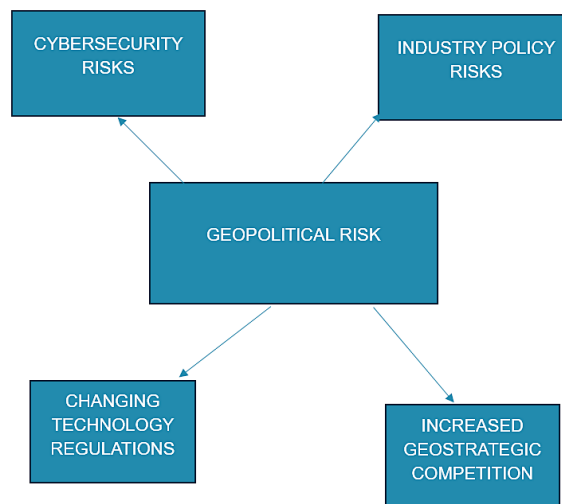 CYBERSECURITY
RISKS
INDUSTRY POLICY
RISKS
GEOPOLITICAL RISK
CHANGING
TECHNOLOGY
REGULATIONS
INCREASED
GEOSTRATEGIC
COMPETITION